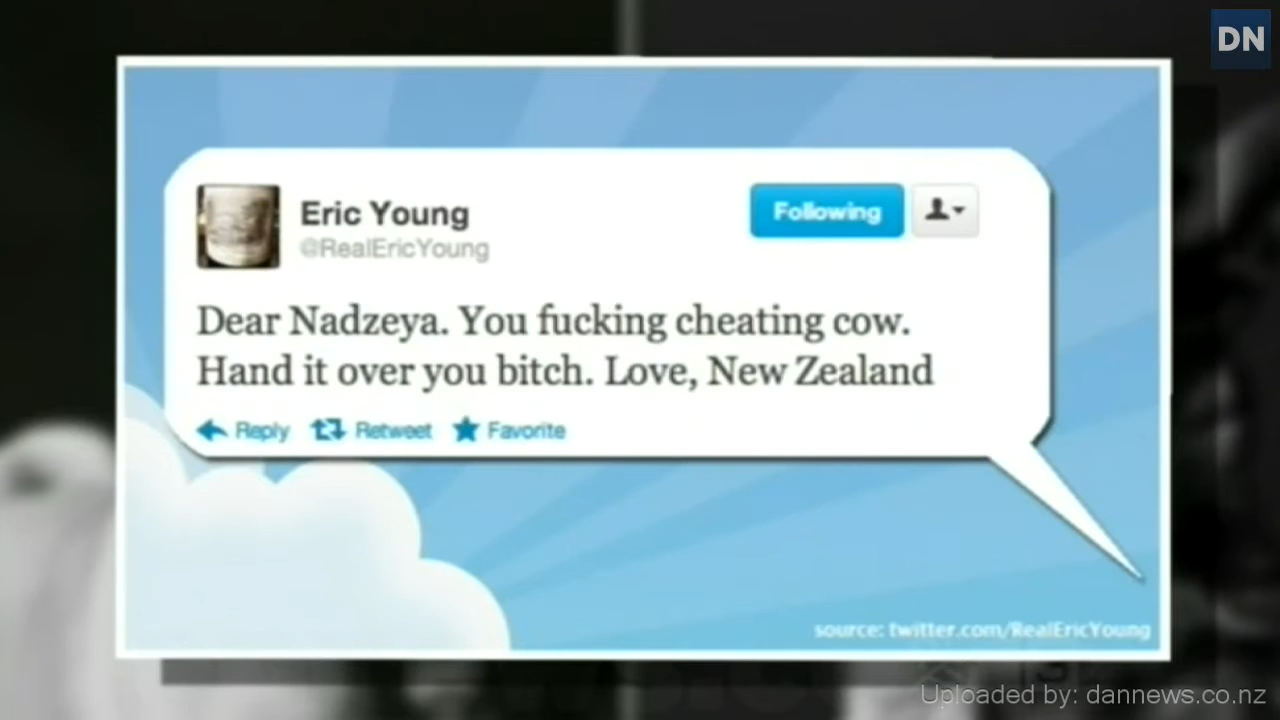 DN
Eric Young
@RealEricYoung
Following
Dear Nadzeya. You fucking cheating cow.
Hand it over you bitch. Love, New Zealand
Reply Retweet Favorite
source: twitter.com/RealEricYoung
Uploaded by: dannews.co.nz